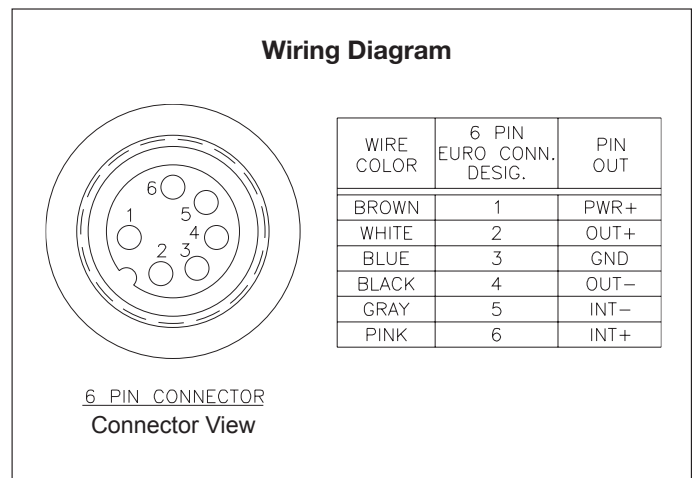 Wiring Diagram
6
5
1
4
2 3
6 PIN CONNECTOR
Connector View
WIRE COLOR | 6 PIN EURO CONN. DESIG. | PIN OUT
BROWN | 1 | PWR+
WHITE | 2 | OUT+
BLUE | 3 | GND
BLACK | 4 | OUT−
GRAY | 5 | INT−
PINK | 6 | INT+